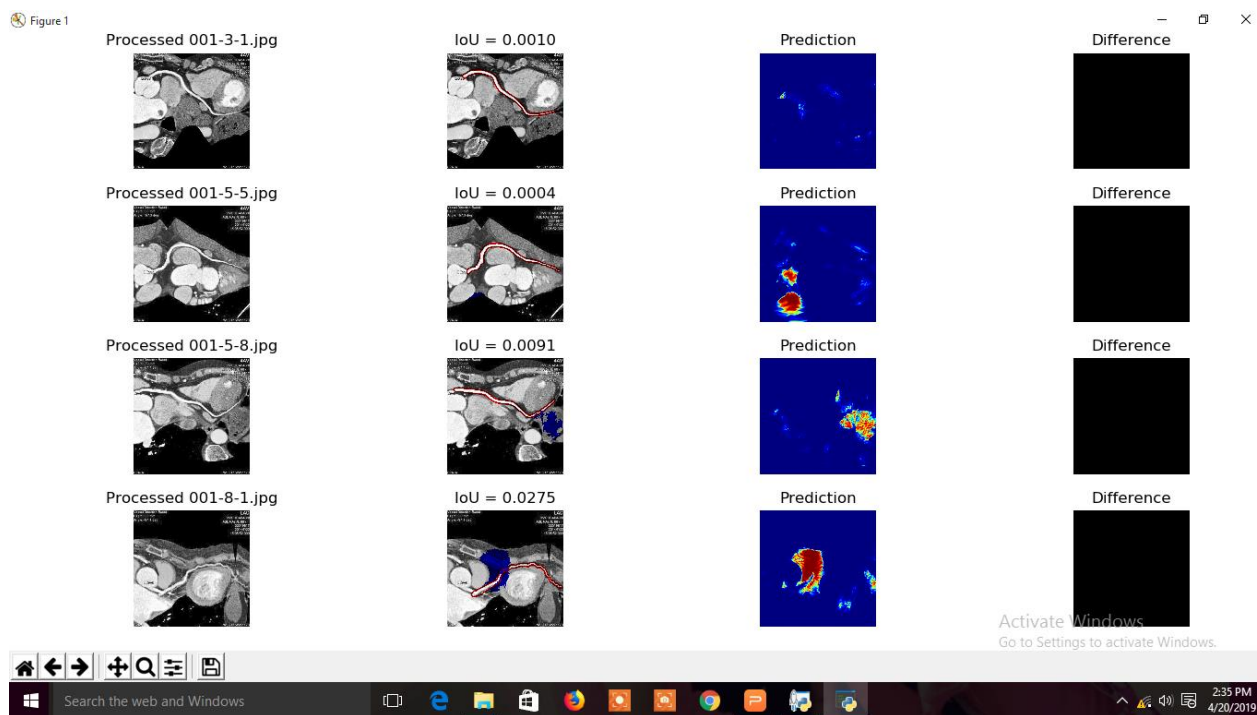 Figure 1
Processed 001-3-1.jpg IoU = 0.0010 Prediction Difference
Processed 001-5-5.jpg IoU = 0.0004 Prediction Difference
Processed 001-5-8.jpg IoU = 0.0091 Prediction Difference
Processed 001-8-1.jpg IoU = 0.0275 Prediction Difference
Activate Windows
Go to Settings to activate Windows.
Search the web and Windows
2:35 PM
4/20/2019